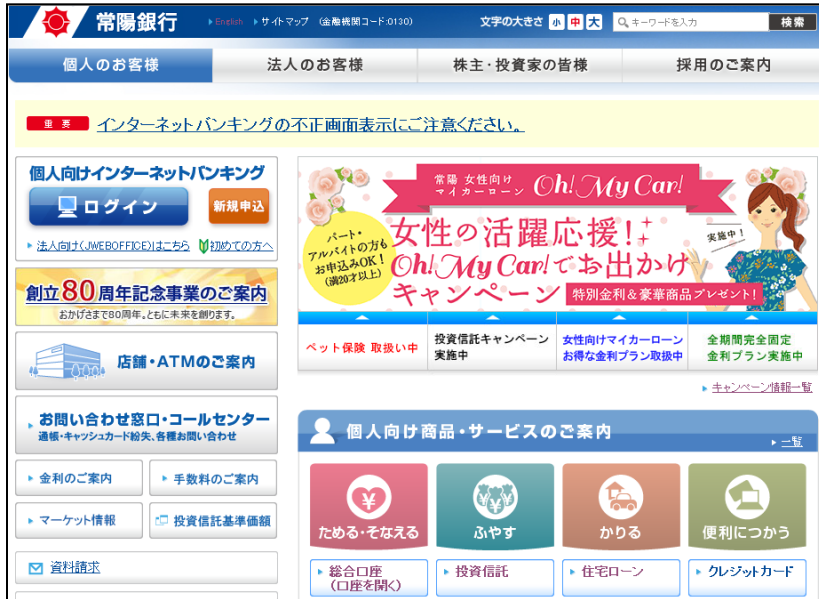 常陽銀行
English サイトマップ (金融機関コード:0130)
文字の大きさ 小 中 大 キーワードを入力 検索
個人のお客様 法人のお客様 株主・投資家の皆様 採用のご案内
重要 インターネットバンキングの不正画面表示にご注意ください。
個人向けインターネットバンキング
ログイン 新規申込
法人向け(JWEBOFFICE)はこちら 初めての方へ
創立80周年記念事業のご案内
おかげさまで80周年。ともに未来を創ります。
店舗・ATMのご案内
お問い合わせ窓口・コールセンター
通帳・キャッシュカード紛失、各種お問い合わせ
金利のご案内 手数料のご案内
マーケット情報 投資信託基準価額
資料請求
常陽 女性向け
マイカーローン Oh! My Car!
パート・
アルバイトの方も
お申込みOK!
(満20才以上)
女性の活躍応援!
実施中!
Oh! My Car!でお出かけ
キャンペーン 特別金利&豪華商品プレゼント!
ペット保険 取扱い中
投資信託キャンペーン
実施中
女性向けマイカーローン
お得な金利プラン取扱中
全期間完全固定
金利プラン実施中
キャンペーン情報一覧
個人向け商品・サービスのご案内
一覧
ためる・そなえる ふやす かりる 便利につかう
総合口座
(口座を開く)
投資信託
住宅ローン
クレジットカード